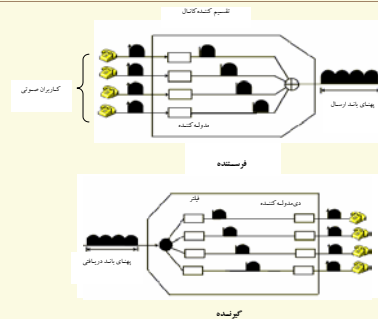 تقسیم کننده کانال
کاربران صوتی
پهنای باند ارسال
مدوله کننده
فرستنده
فیلتر
دی مدوله کننده
پهنای باند دریافتی
گیرنده